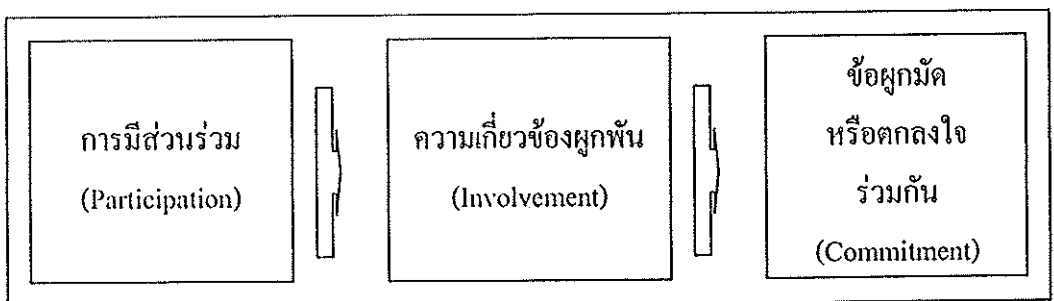 การมีส่วนร่วม
(Participation)
ความเกี่ยวข้องผูกพัน
(Involvement)
ข้อผูกมัด
หรือตกลงใจ
ร่วมกัน
(Commitment)